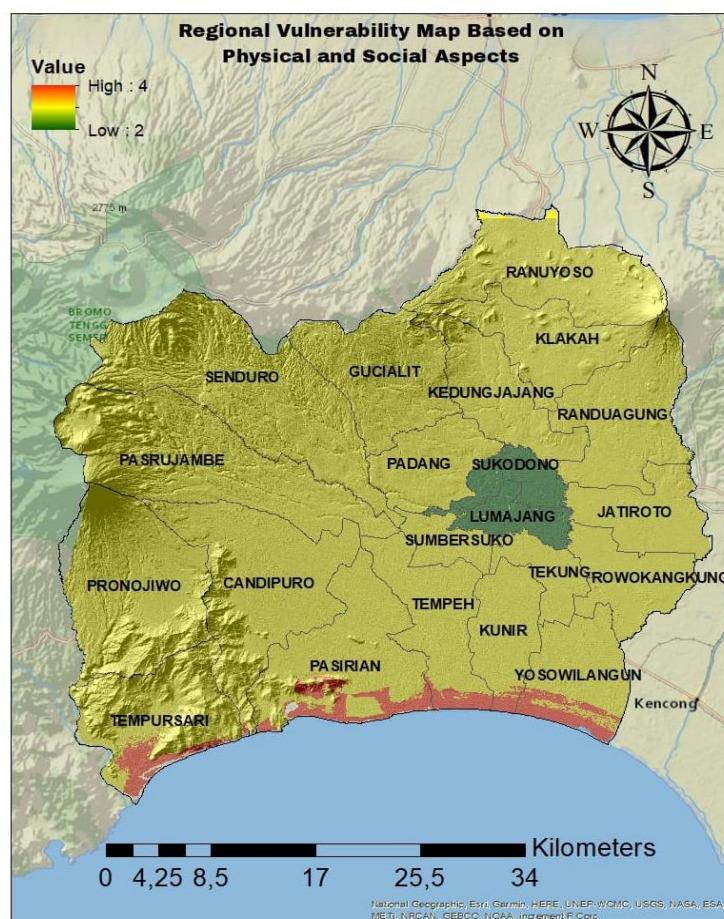 Regional Vulnerability Map Based on
Physical and Social Aspects
Value
High : 4
Low : 2
N
W E
S
2775 m
RANUYOSO
BROMO
TENGG
SEMER
KLAKAH
SENDURO
GUCIALIT
KEDUNGJAJANG
RANDUAGUNG
PASRUJAMBE
PADANG
SUKODONO
LUMAJANG
JATIROTO
SUMBERSUKO
PRONOJIWO
CANDIPURO
TEKUNG
ROWOKANGKUNG
TEMPEH
KUNIR
PASIRIAN
YOSOWILANGUN
TEMPURSARI
Kencong
Kilometers
0 4,25 8,5 17 25,5 34
National Geographic, Esri, Garmin, HERE, UNEP-WCMC, USGS, NASA, ESA
METI, NRCAN, GEBCO, NOAA, increment P Corp.